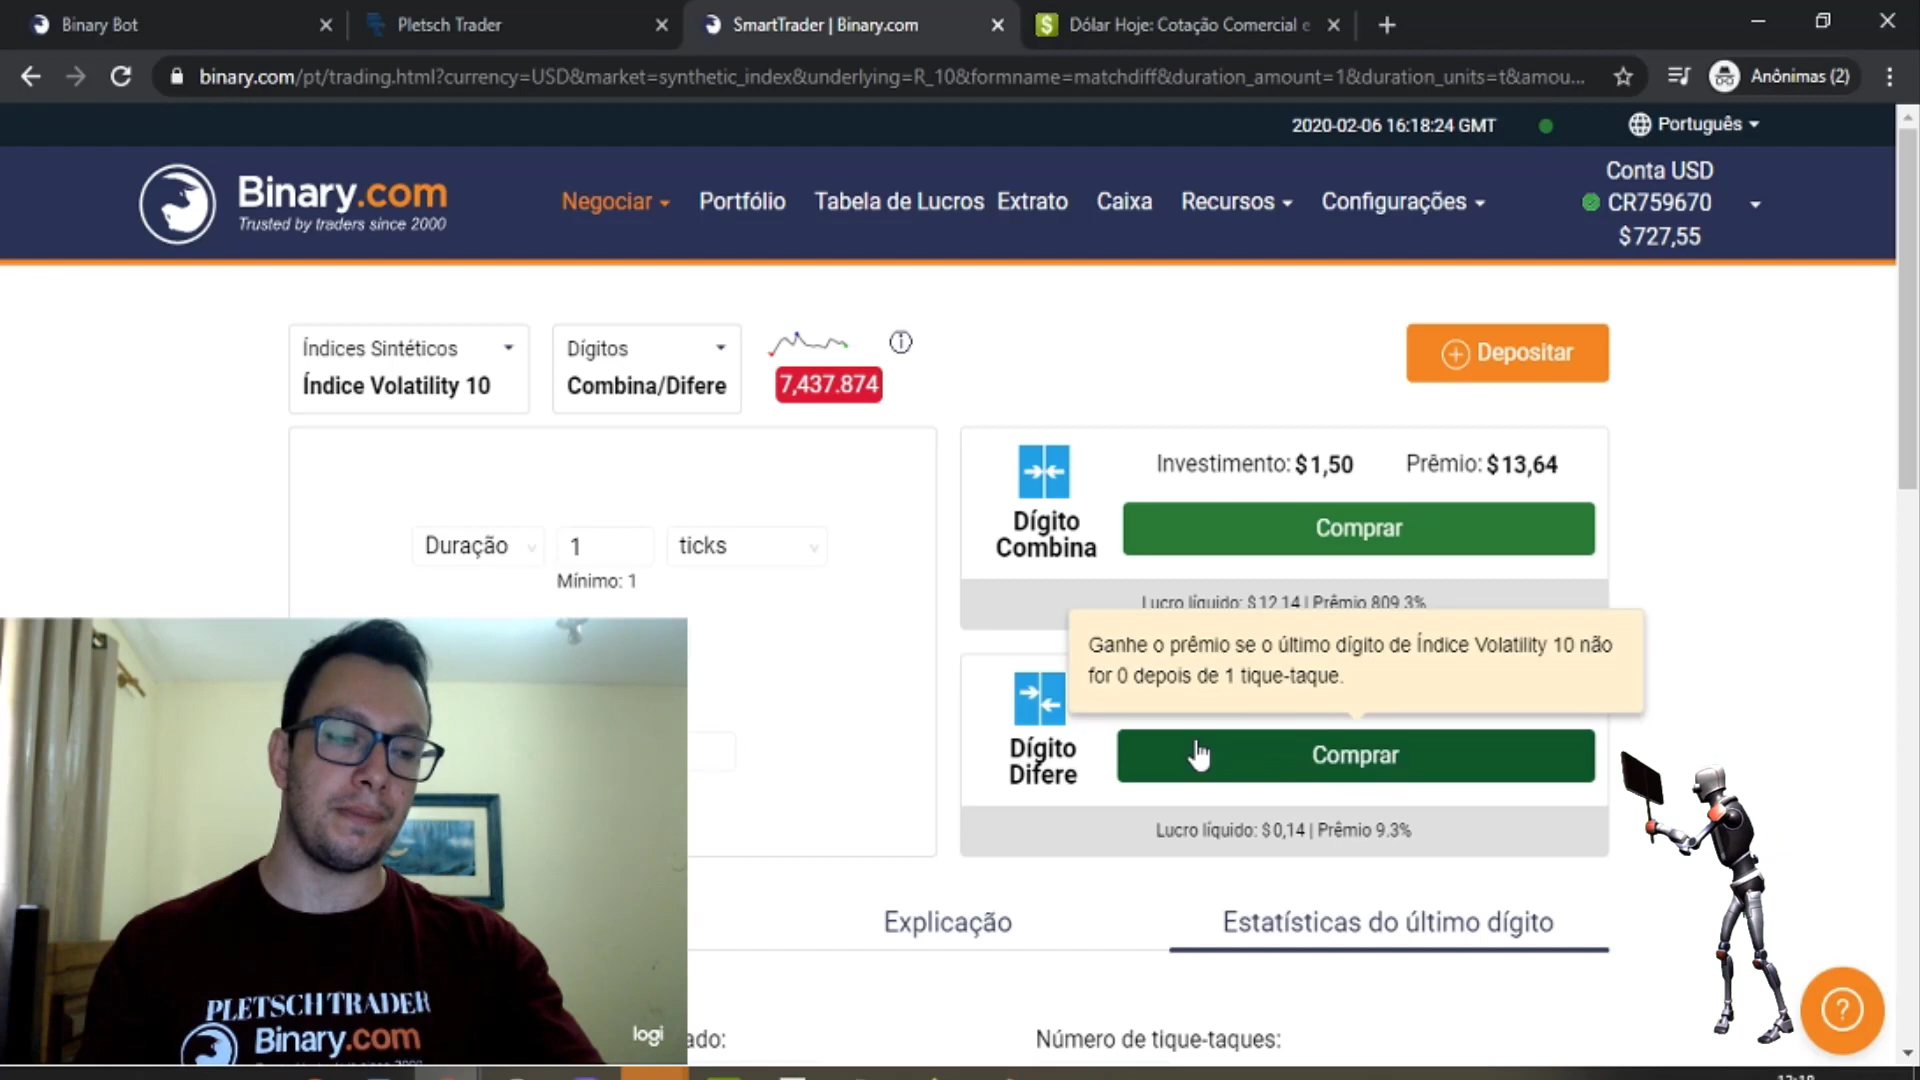 Binary Bot
Pletsch Trader
SmartTrader | Binary.com
Dólar Hoje: Cotação Comercial e
binary.com/pt/trading.html?currency=USD&market=synthetic_index&underlying=R_10&formname=matchdiff&duration_amount=1&duration_units=t&amou...
Anônimas (2)
2020-02-06 16:18:24 GMT
Português
Binary.com
Trusted by traders since 2000
Negociar
Portfólio
Tabela de Lucros
Extrato
Caixa
Recursos
Configurações
Conta USD
CR759670
$727,55
Índices Sintéticos
Índice Volatility 10
Dígitos
Combina/Difere
7,437.874
Depositar
Duração
1
ticks
Mínimo: 1
Investimento: $1,50
Prêmio: $13,64
Dígito
Combina
Comprar
Lucro líquido: $12,14 | Prêmio 809.3%
Ganhe o prêmio se o último dígito de Índice Volatility 10 não
for 0 depois de 1 tique-taque.
Dígito
Difere
Comprar
Lucro líquido: $0,14 | Prêmio 9.3%
Explicação
Estatísticas do último dígito
ado:
Número de tique-taques:
PLETSCH TRADER
Binary.com
logi
?